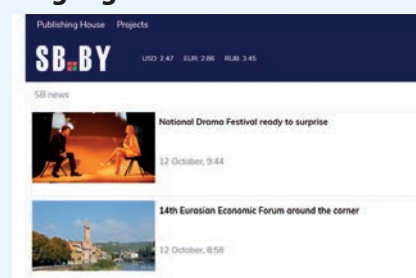 Publishing House Projects
SB BY
USD: 2.47 EUR: 2.86 RUB: 3.45
SB news
National Drama Festival ready to surprise
12 October, 9:44
14th Eurasian Economic Forum around the corner
12 October, 8:58